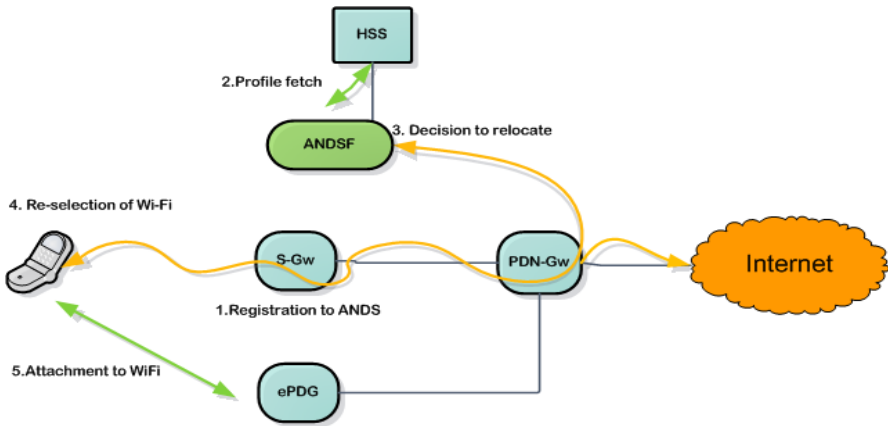 HSS
2.Profile fetch
3. Decision to relocate
ANDSF
4. Re-selection of Wi-Fi
S-Gw
PDN-Gw
Internet
1.Registration to ANDS
5.Attachment to WiFi
ePDG